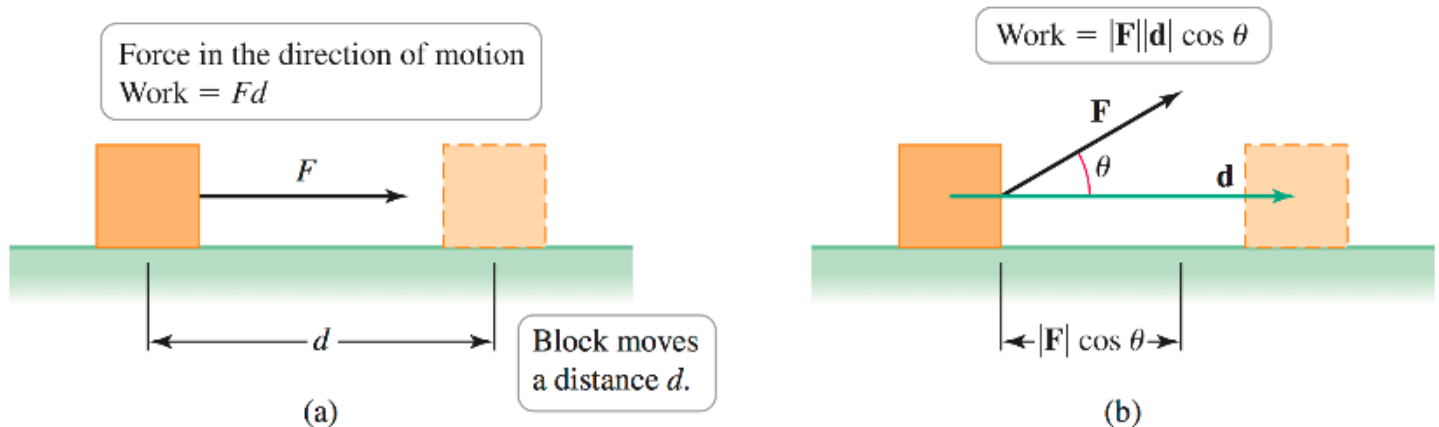 Force in the direction of motion
Work = Fd
F
d
Block moves
a distance d.
(a)
Work = |F||d| cos θ
F
θ
d
|F| cos θ
(b)